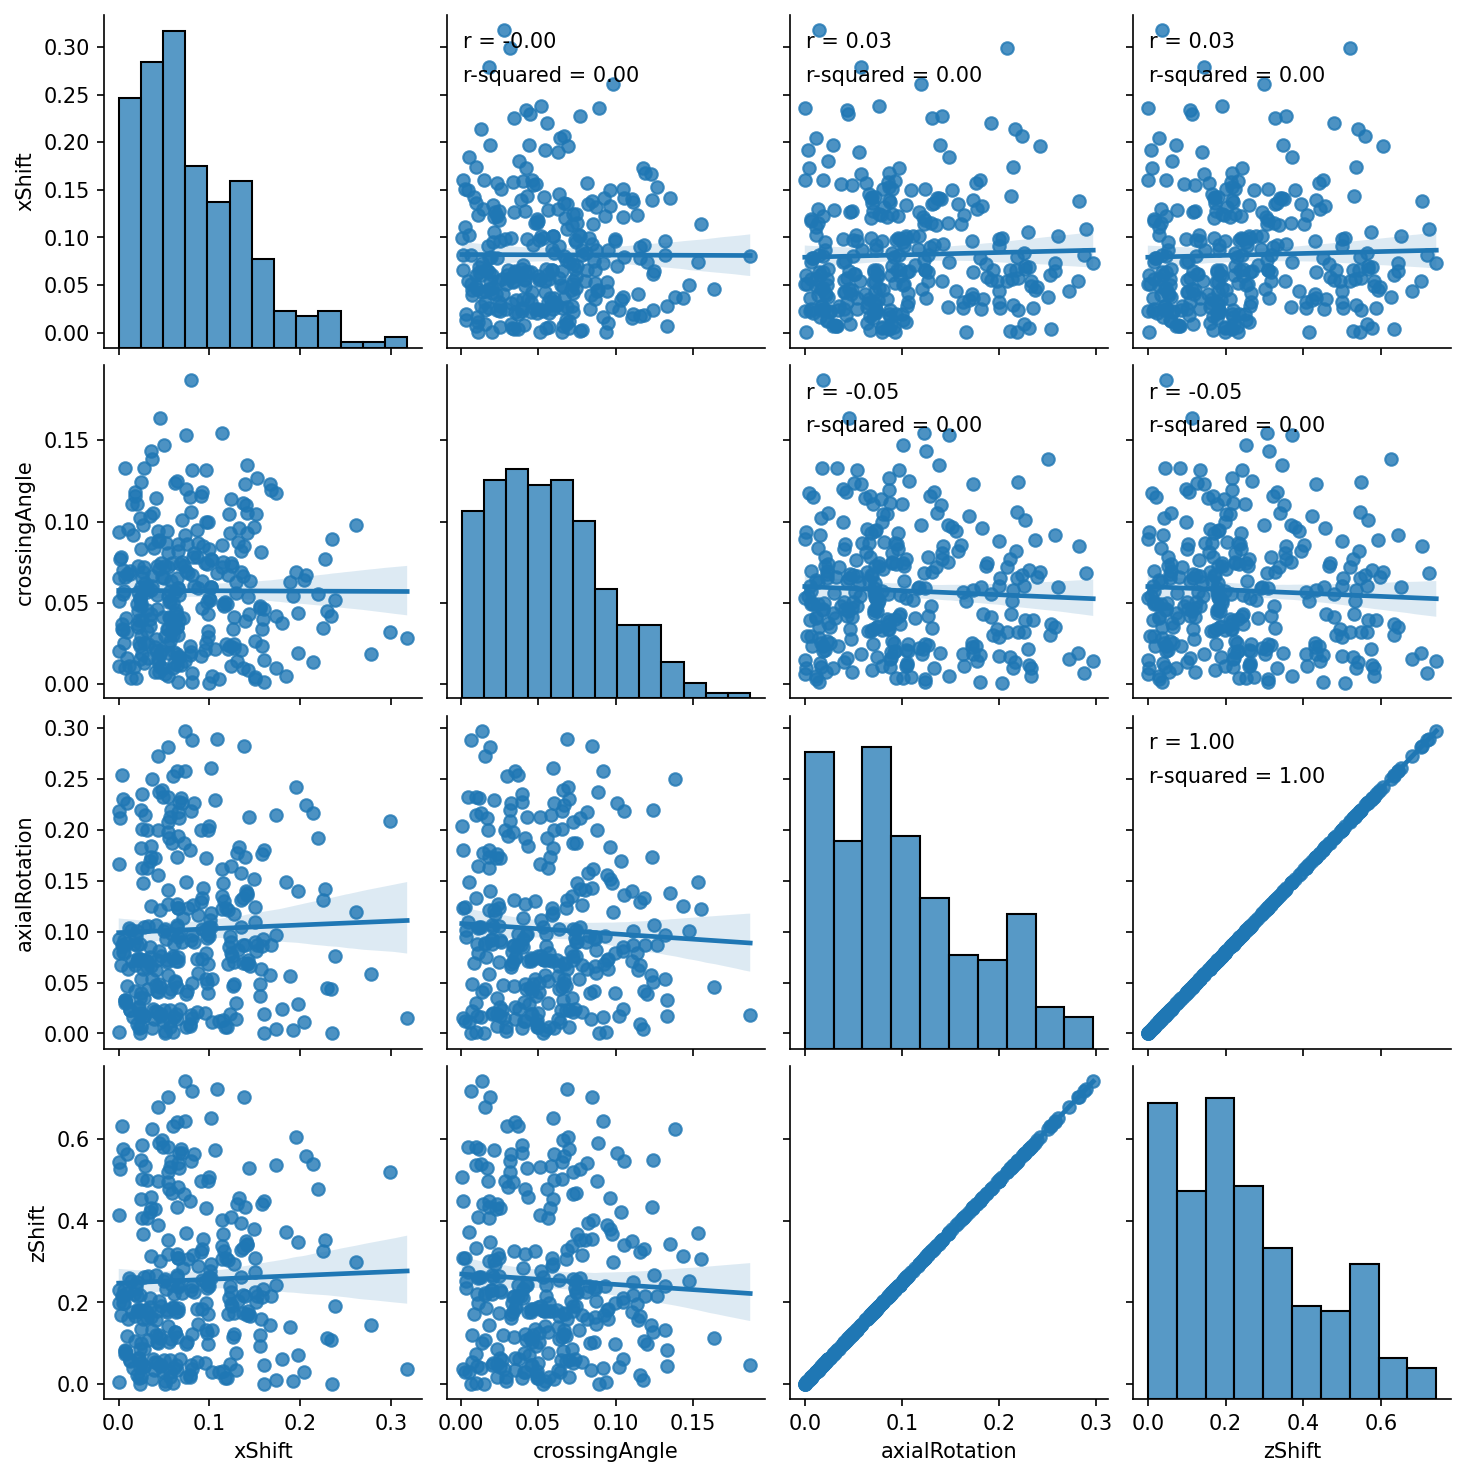 0.30
0.25
0.20
0.15
0.10
0.05
0.00
xShift
r = -0.00
r-squared = 0.00
r = 0.03
r-squared = 0.00
r = 0.03
r-squared = 0.00
0.15
0.10
0.05
0.00
crossingAngle
r = -0.05
r-squared = 0.00
r = -0.05
r-squared = 0.00
0.30
0.25
0.20
0.15
0.10
0.05
0.00
axialRotation
r = 1.00
r-squared = 1.00
0.6
0.4
0.2
0.0
zShift
0.0 0.1 0.2 0.3
xShift
0.00 0.05 0.10 0.15
crossingAngle
0.0 0.1 0.2 0.3
axialRotation
0.0 0.2 0.4 0.6
zShift